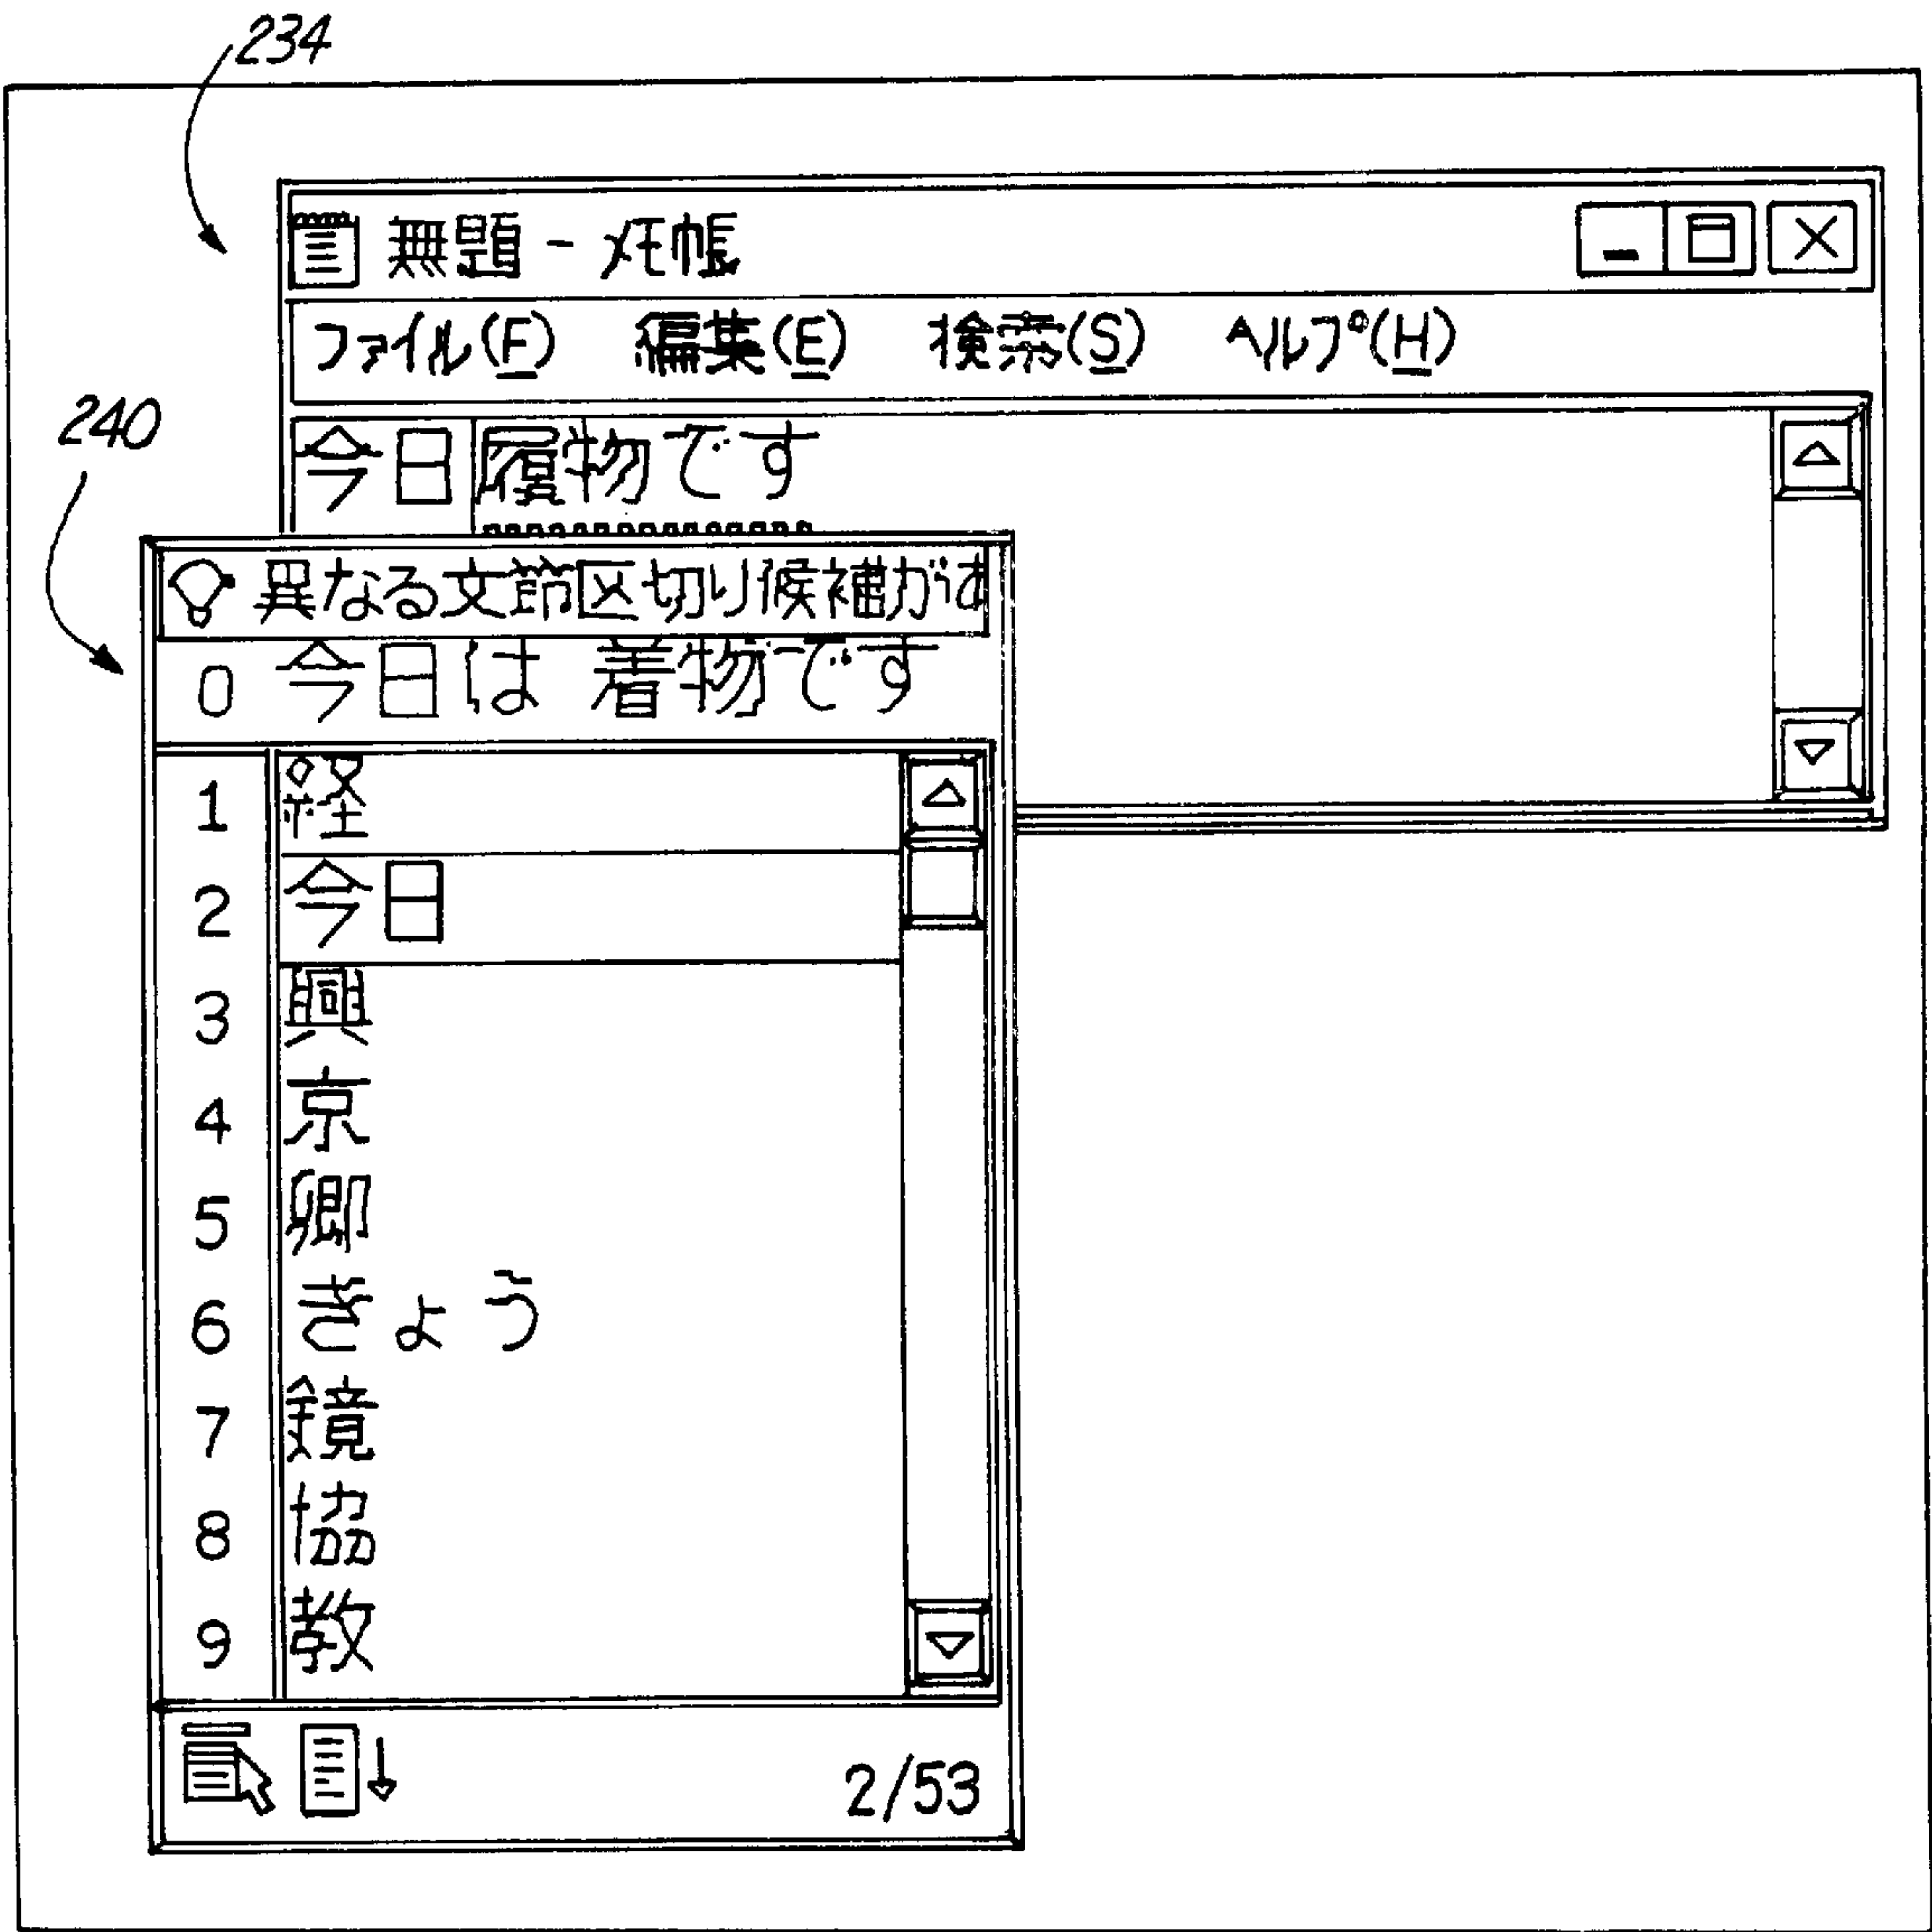 234
無題 - メモ帳
ファイル(F) 編集(E) 検索(S) ヘルプ(H)
240
今日履物です
異なる文節区切り候補があ
0 今日は 着物です
1 経
2 今日
3 興
4 京
5 卿
6 きょう
7 鏡
8 協
9 教
2/53